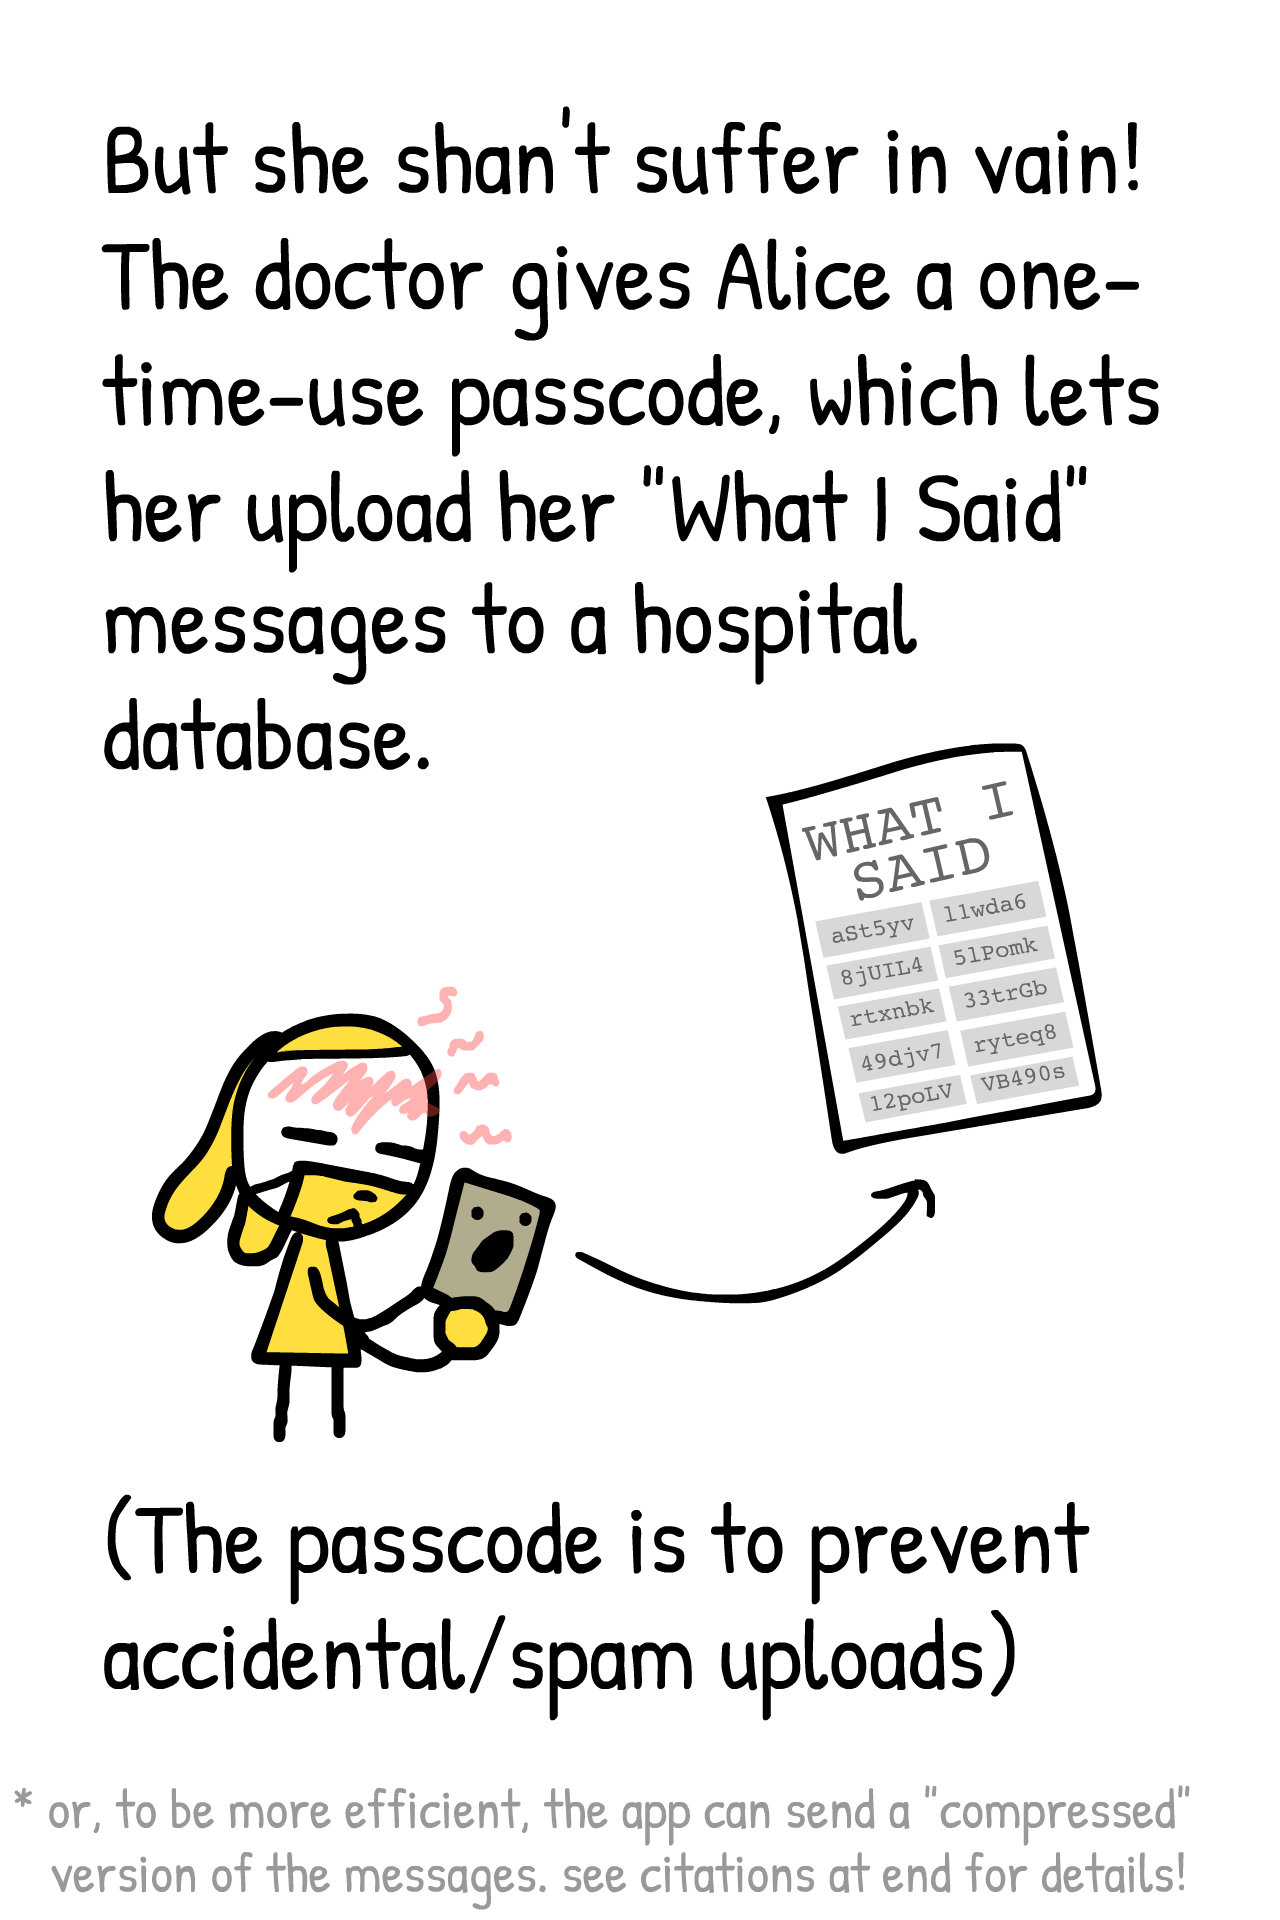 But she shan't suffer in vain!
The doctor gives Alice a one-
time-use passcode, which lets
her upload her "What I Said"
messages to a hospital
database.
WHAT I
SAID
aSt5yv l1wda6
8jUIL4 5lPomk
rtxnbk 33trGb
49djv7 ryteq8
12poLV VB490s
(The passcode is to prevent
accidental/spam uploads)
* or, to be more efficient, the app can send a "compressed"
version of the messages. see citations at end for details!